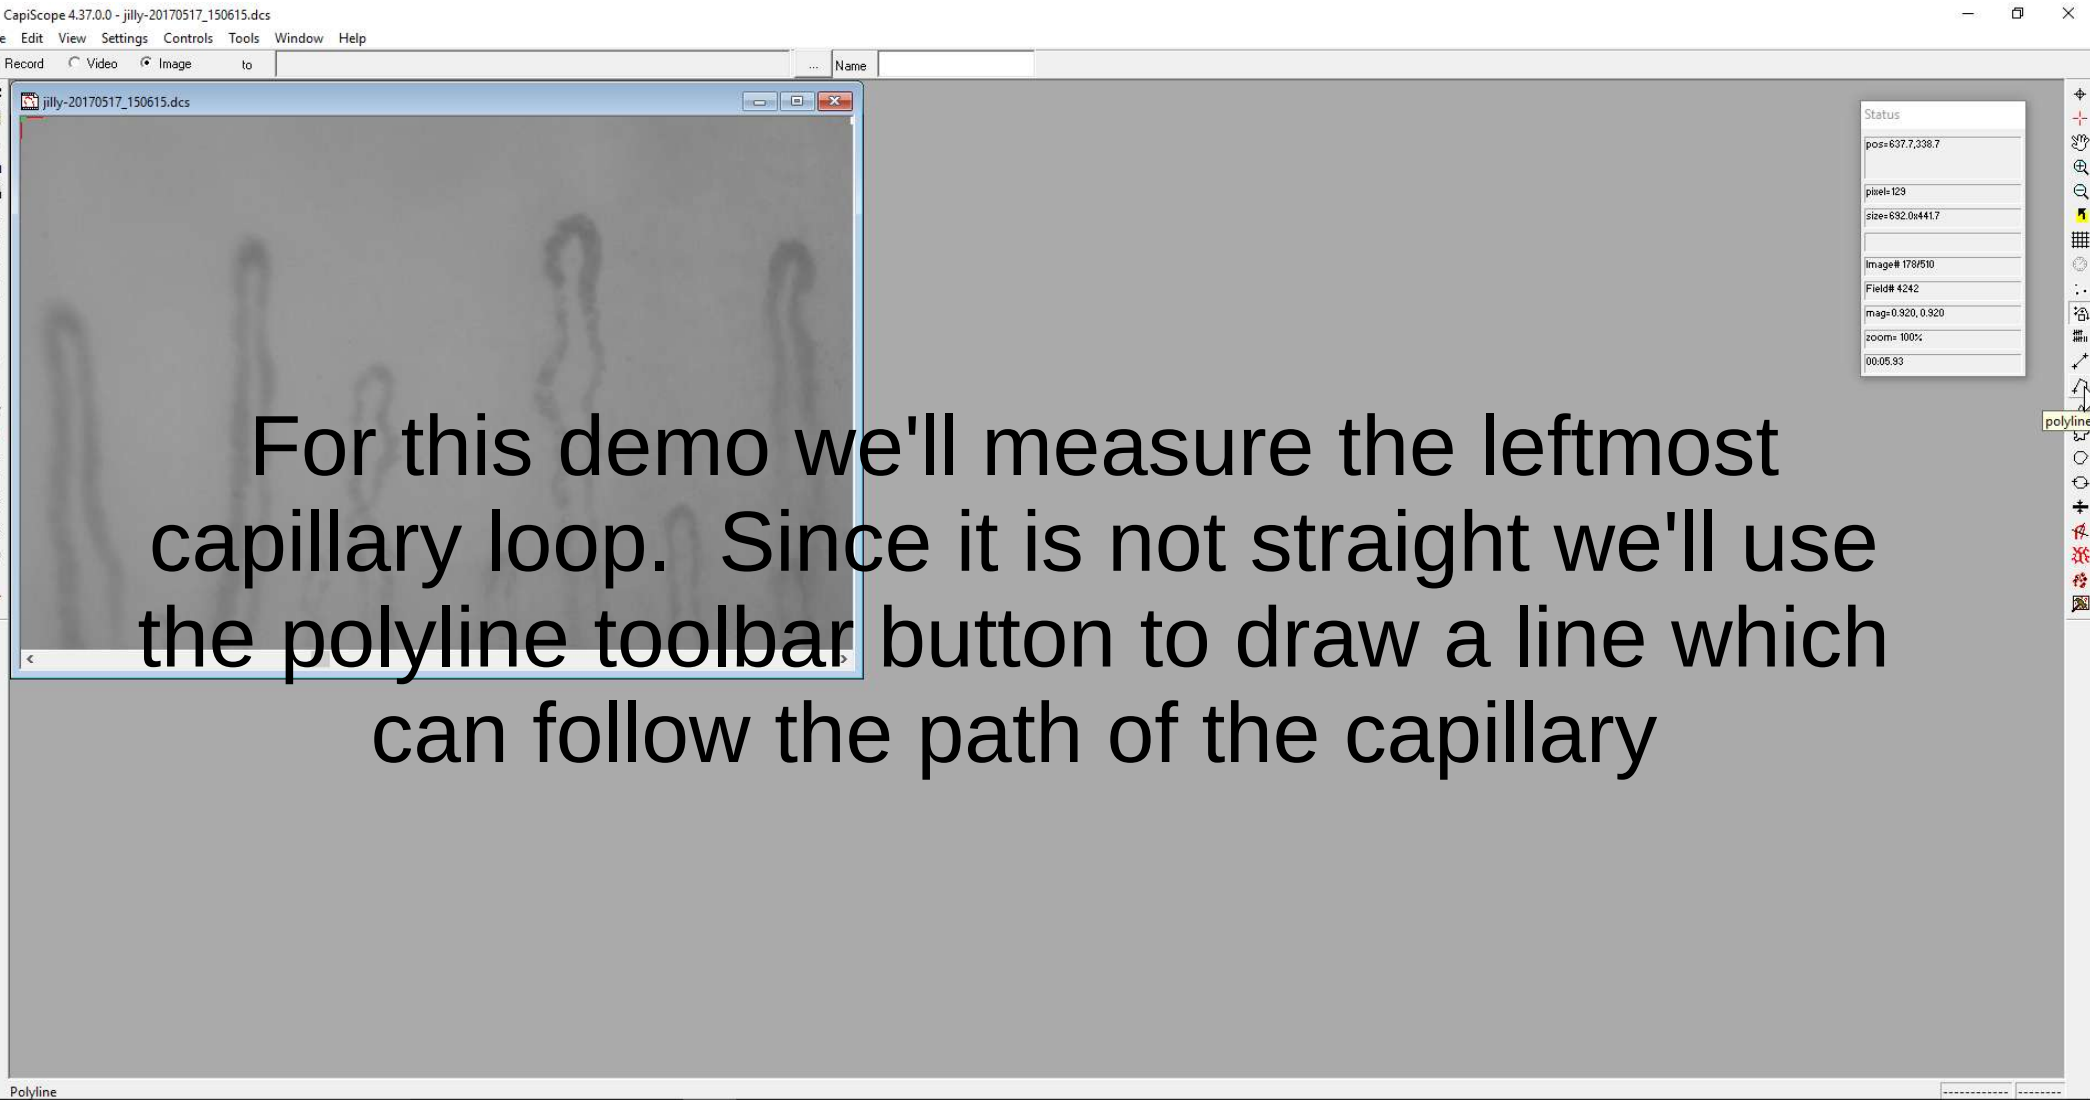 CapiScope 4.37.0.0 - jilly-20170517_150615.dcs
e Edit View Settings Controls Tools Window Help
Record Video Image to ... Name
jilly-20170517_150615.dcs
Status
pos=637.7,338.7
pixel=129
size=692.0x441.7
Image# 178/510
Field# 4242
mag=0.920, 0.920
zoom= 100%
00:05.93
polyline
For this demo we'll measure the leftmost
capillary loop. Since it is not straight we'll use
the polyline toolbar button to draw a line which
can follow the path of the capillary
Polyline